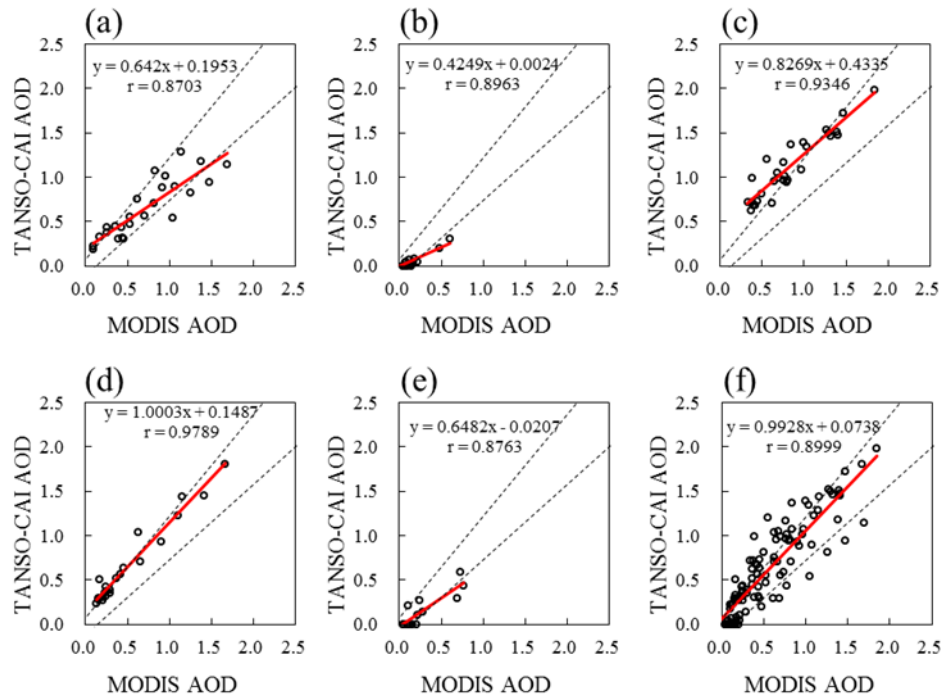 (a)
y = 0.642x + 0.1953
r = 0.8703
TANSO-CAI AOD
2.5
2.0
1.5
1.0
0.5
0.0
0.0 0.5 1.0 1.5 2.0 2.5
MODIS AOD
(b)
y = 0.4249x + 0.0024
r = 0.8963
TANSO-CAI AOD
2.5
2.0
1.5
1.0
0.5
0.0
0.0 0.5 1.0 1.5 2.0 2.5
MODIS AOD
(c)
y = 0.8269x + 0.4335
r = 0.9346
TANSO-CAI AOD
2.5
2.0
1.5
1.0
0.5
0.0
0.0 0.5 1.0 1.5 2.0 2.5
MODIS AOD
(d)
y = 1.0003x + 0.1487
r = 0.9789
TANSO-CAI AOD
2.5
2.0
1.5
1.0
0.5
0.0
0.0 0.5 1.0 1.5 2.0 2.5
MODIS AOD
(e)
y = 0.6482x - 0.0207
r = 0.8763
TANSO-CAI AOD
2.5
2.0
1.5
1.0
0.5
0.0
0.0 0.5 1.0 1.5 2.0 2.5
MODIS AOD
(f)
y = 0.9928x + 0.0738
r = 0.8999
TANSO-CAI AOD
2.5
2.0
1.5
1.0
0.5
0.0
0.0 0.5 1.0 1.5 2.0 2.5
MODIS AOD